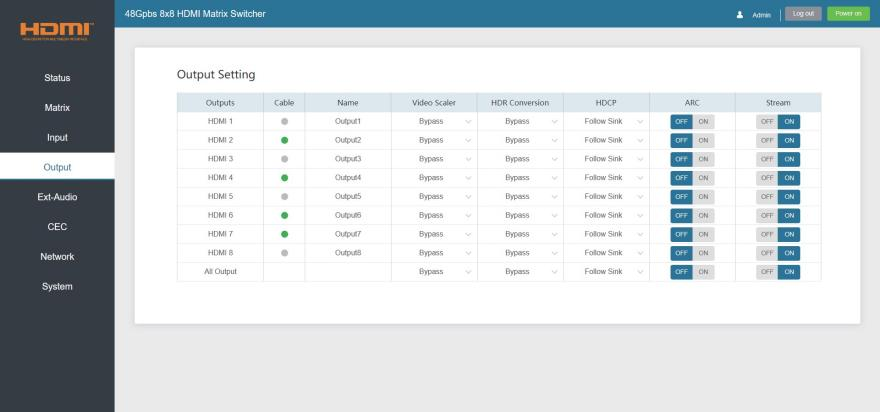 48Gpbs 8x8 HDMI Matrix Switcher
Admin
Log out
Power on
HDMI
Status
Matrix
Input
Output
Ext-Audio
CEC
Network
System
Output Setting
Outputs Cable Name Video Scaler HDR Conversion HDCP ARC Stream
HDMI 1 Output1 Bypass Bypass Follow Sink OFF ON OFF ON
HDMI 2 Output2 Bypass Bypass Follow Sink OFF ON OFF ON
HDMI 3 Output3 Bypass Bypass Follow Sink OFF ON OFF ON
HDMI 4 Output4 Bypass Bypass Follow Sink OFF ON OFF ON
HDMI 5 Output5 Bypass Bypass Follow Sink OFF ON OFF ON
HDMI 6 Output6 Bypass Bypass Follow Sink OFF ON OFF ON
HDMI 7 Output7 Bypass Bypass Follow Sink OFF ON OFF ON
HDMI 8 Output8 Bypass Bypass Follow Sink OFF ON OFF ON
All Output Bypass Bypass Follow Sink OFF ON OFF ON